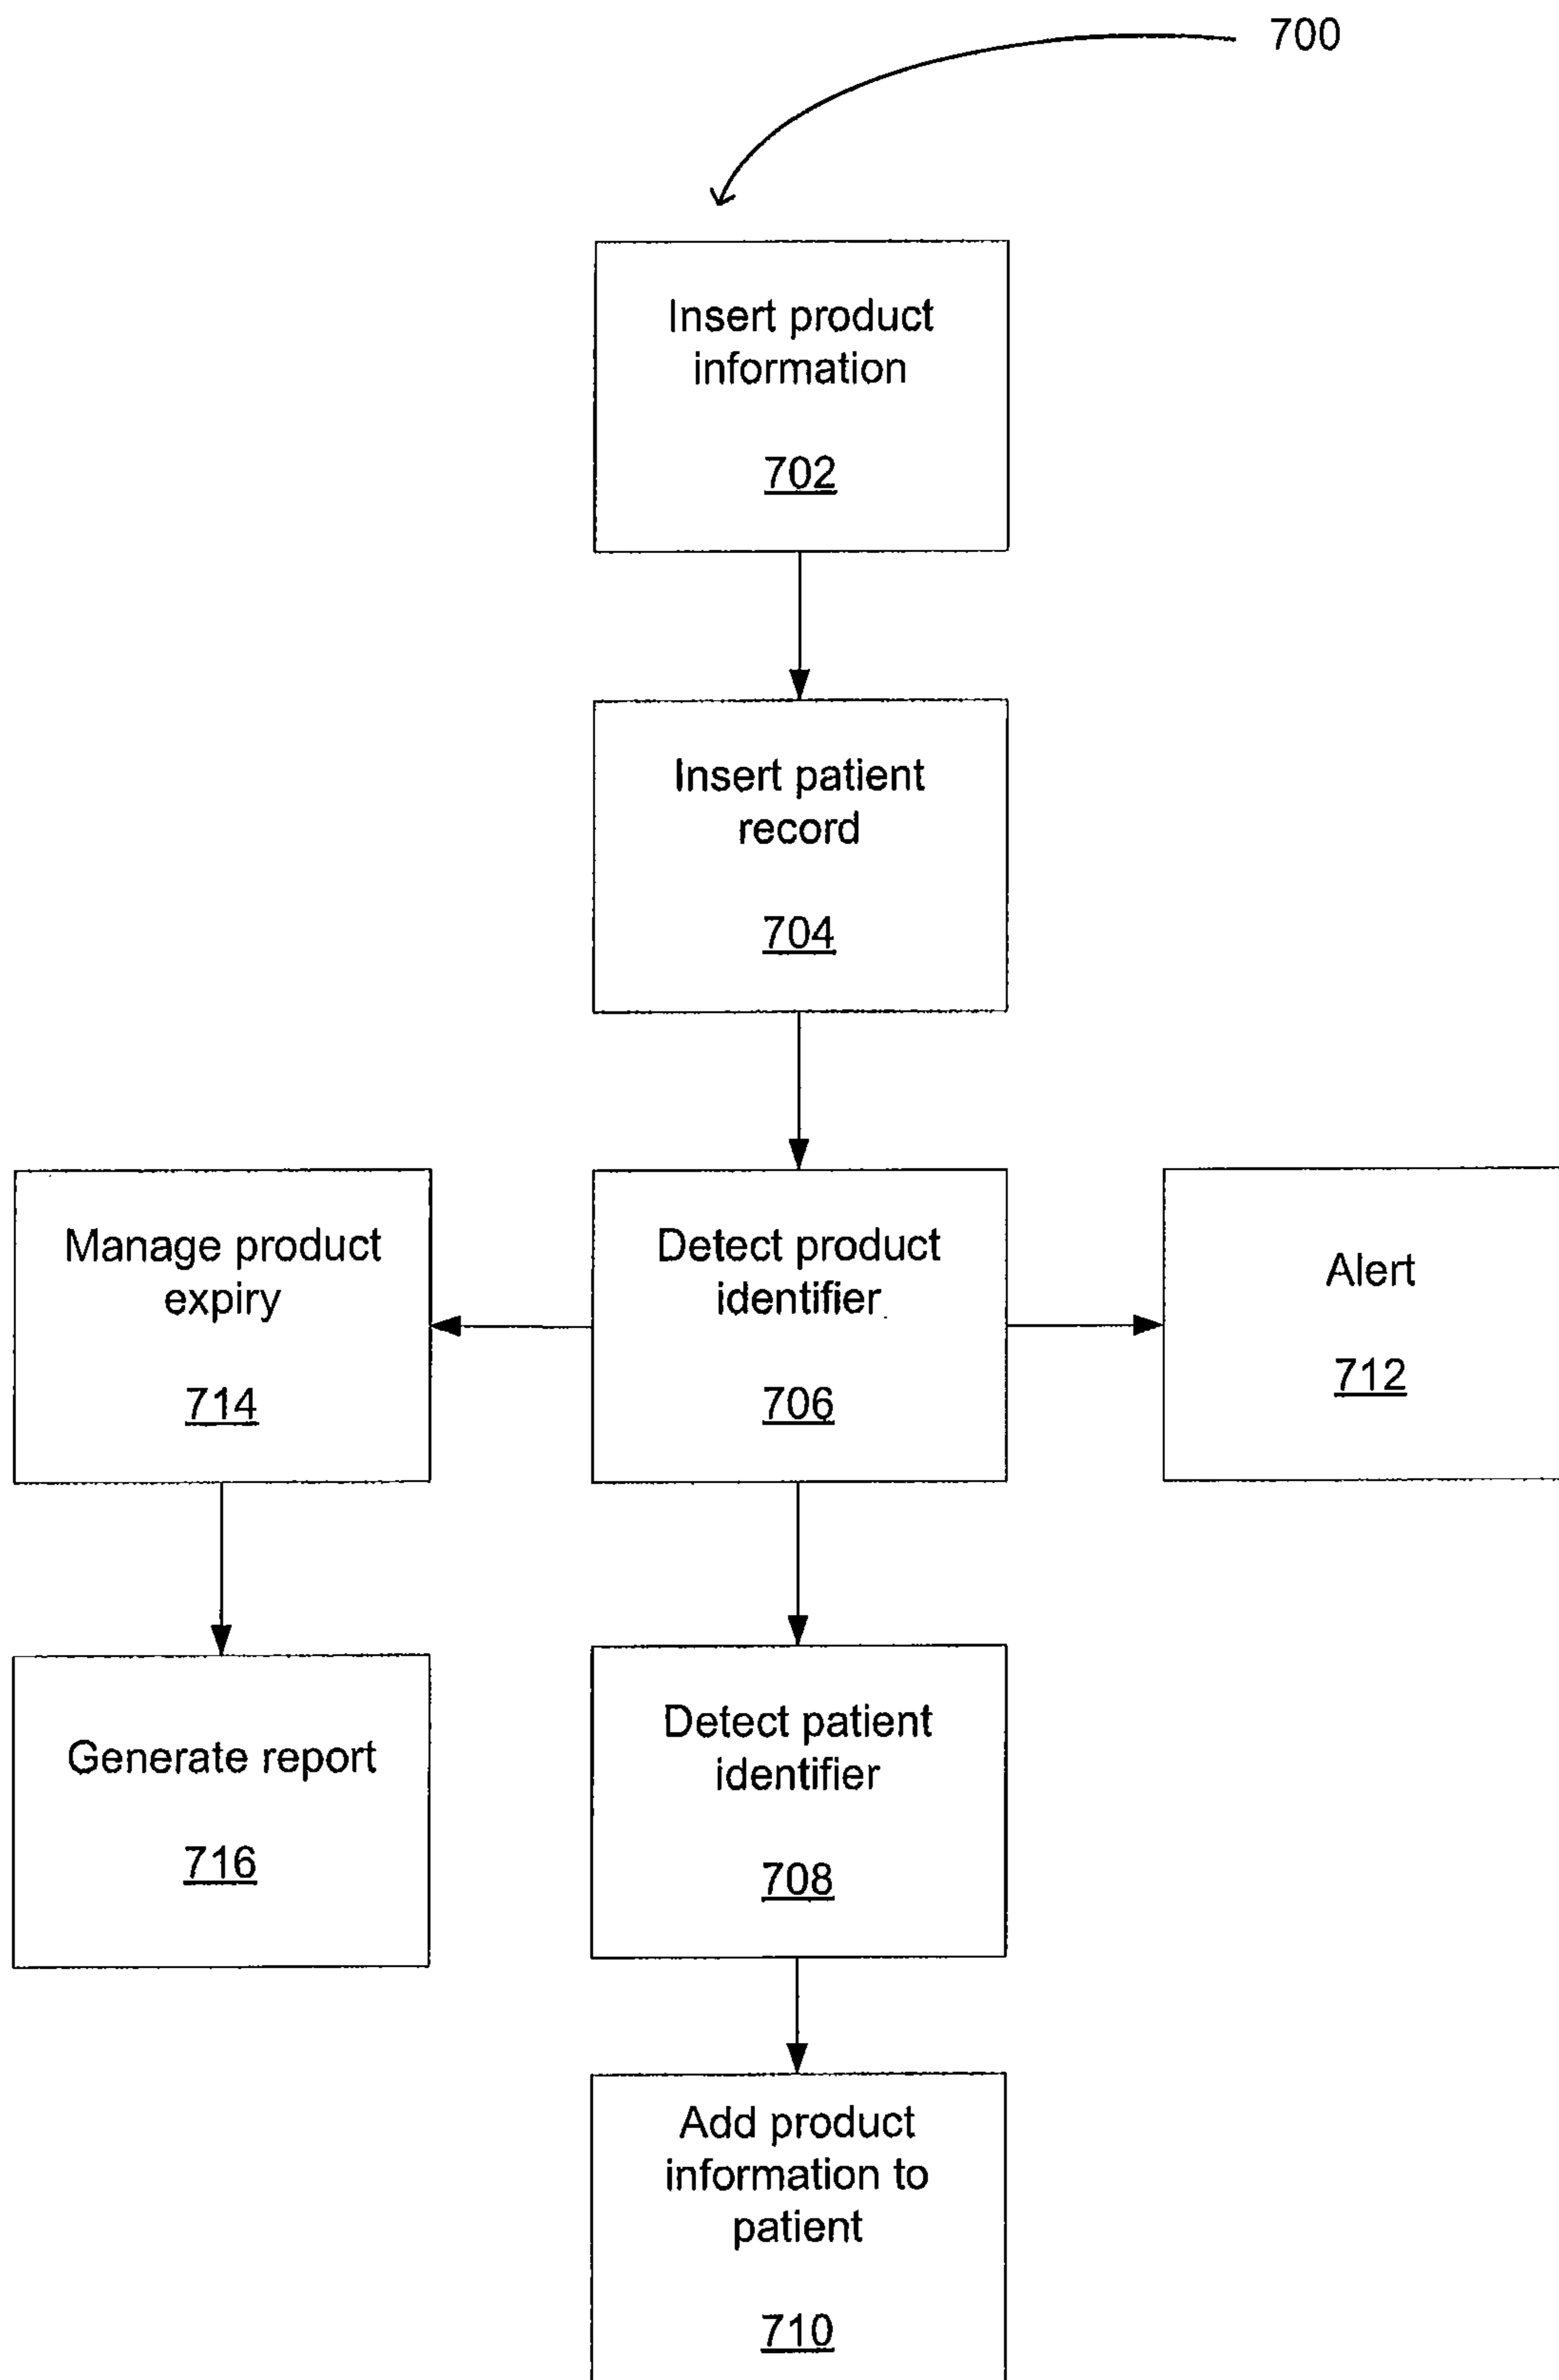 700
Insert product
information
702
Insert patient
record
704
Manage product
expiry
714
Detect product
identifier
706
Alert
712
Generate report
716
Detect patient
identifier
708
Add product
information to
patient
710